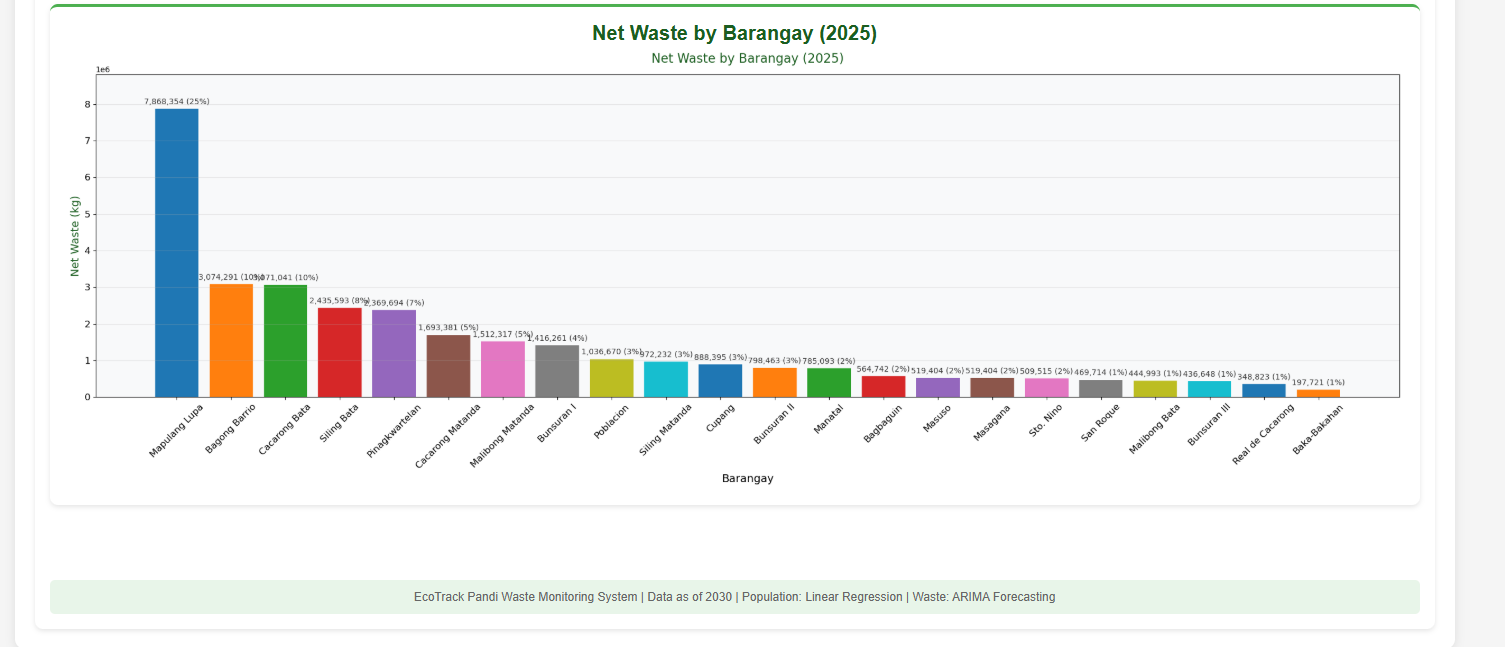 Net Waste by Barangay (2025)
Net Waste by Barangay (2025)
1e6
Net Waste (kg)
8
7
6
5
4
3
2
1
0
7,868,354 (25%)
3,074,291 (10%)
3,071,041 (10%)
2,435,593 (8%)
2,369,694 (7%)
1,693,381 (5%)
1,512,317 (5%)
1,416,261 (4%)
1,036,670 (3%)
972,232 (3%)
888,395 (3%)
798,463 (3%)
785,093 (2%)
564,742 (2%)
519,404 (2%)
519,404 (2%)
509,515 (2%)
469,714 (1%)
444,993 (1%)
436,648 (1%)
348,823 (1%)
197,721 (1%)
Mapulang Lupa
Bagong Barrio
Cacarong Bata
Siling Bata
Pinagkwartelan
Cacarong Matanda
Malibong Matanda
Bunsuran I
Poblacion
Siling Matanda
Cupang
Bunsuran II
Manatal
Bagbaguin
Masuso
Masagana
Sto. Nino
San Roque
Malibong Bata
Bunsuran III
Real de Cacarong
Baka-Bakahan
Barangay
EcoTrack Pandi Waste Monitoring System | Data as of 2030 | Population: Linear Regression | Waste: ARIMA Forecasting